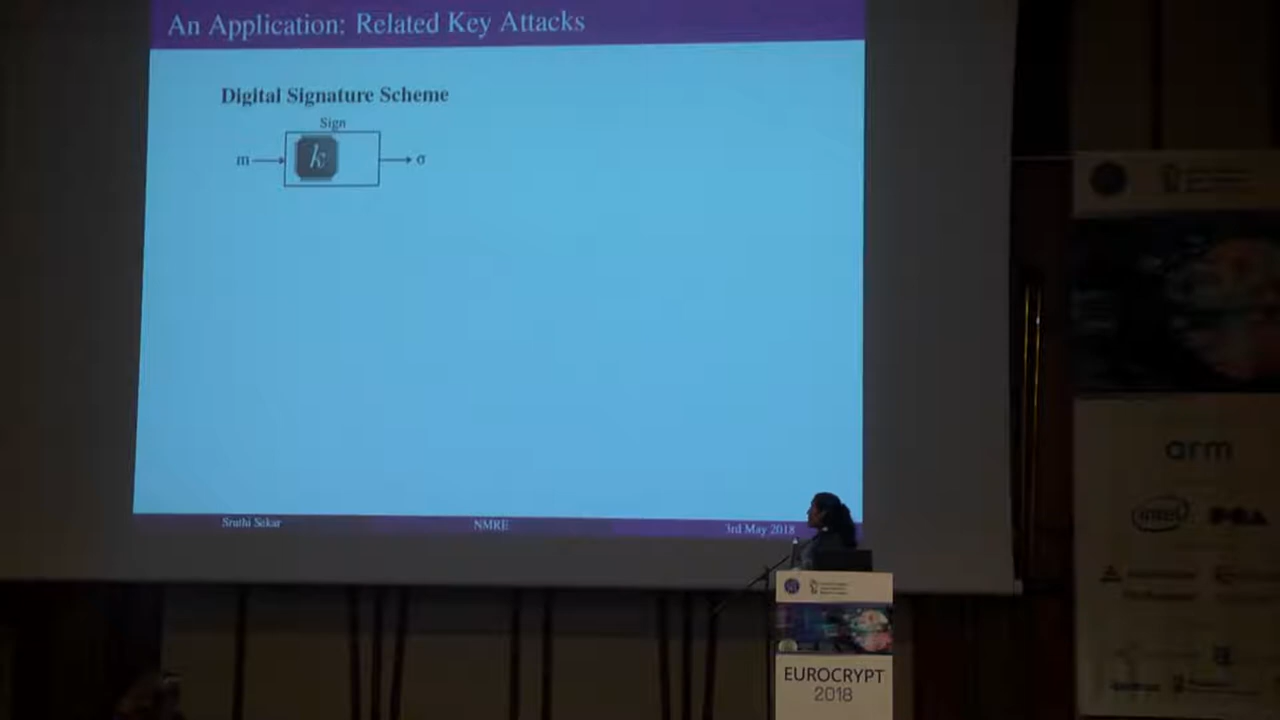 An Application: Related Key Attacks
Digital Signature Scheme
Sign
m
k
σ
Sruthi Sekar
NMRE
3rd May 2018
arm
intel
EUROCRYPT
2018